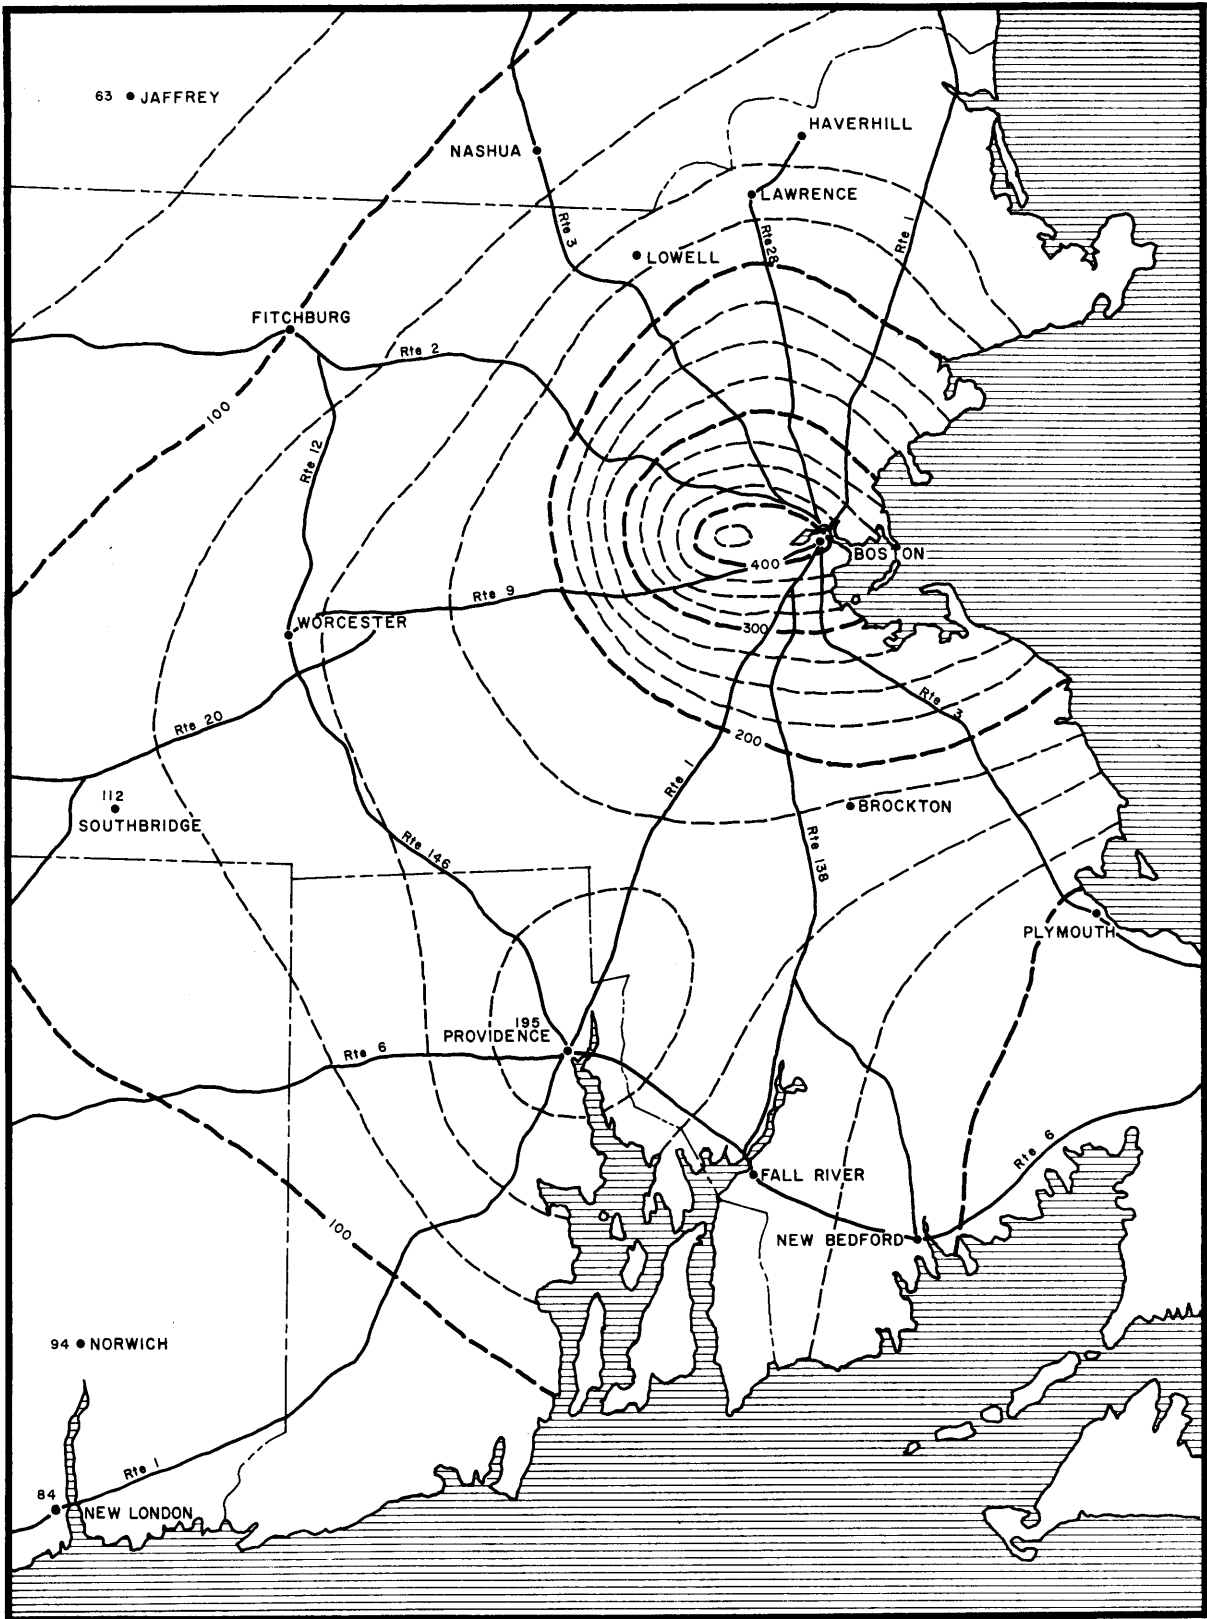 63 JAFFREY
HAVERHILL
NASHUA
LAWRENCE
Rte 3
Rte 28
Rte 1
LOWELL
FITCHBURG
Rte 2
100
Rte 12
BOSTON
400
Rte 9
WORCESTER
300
Rte 3
Rte 20
200
Rte 1
112
SOUTHBRIDGE
BROCKTON
Rte 146
Rte 138
PLYMOUTH
195
PROVIDENCE
Rte 6
Rte 6
FALL RIVER
100
NEW BEDFORD
94 NORWICH
Rte 1
84
NEW LONDON